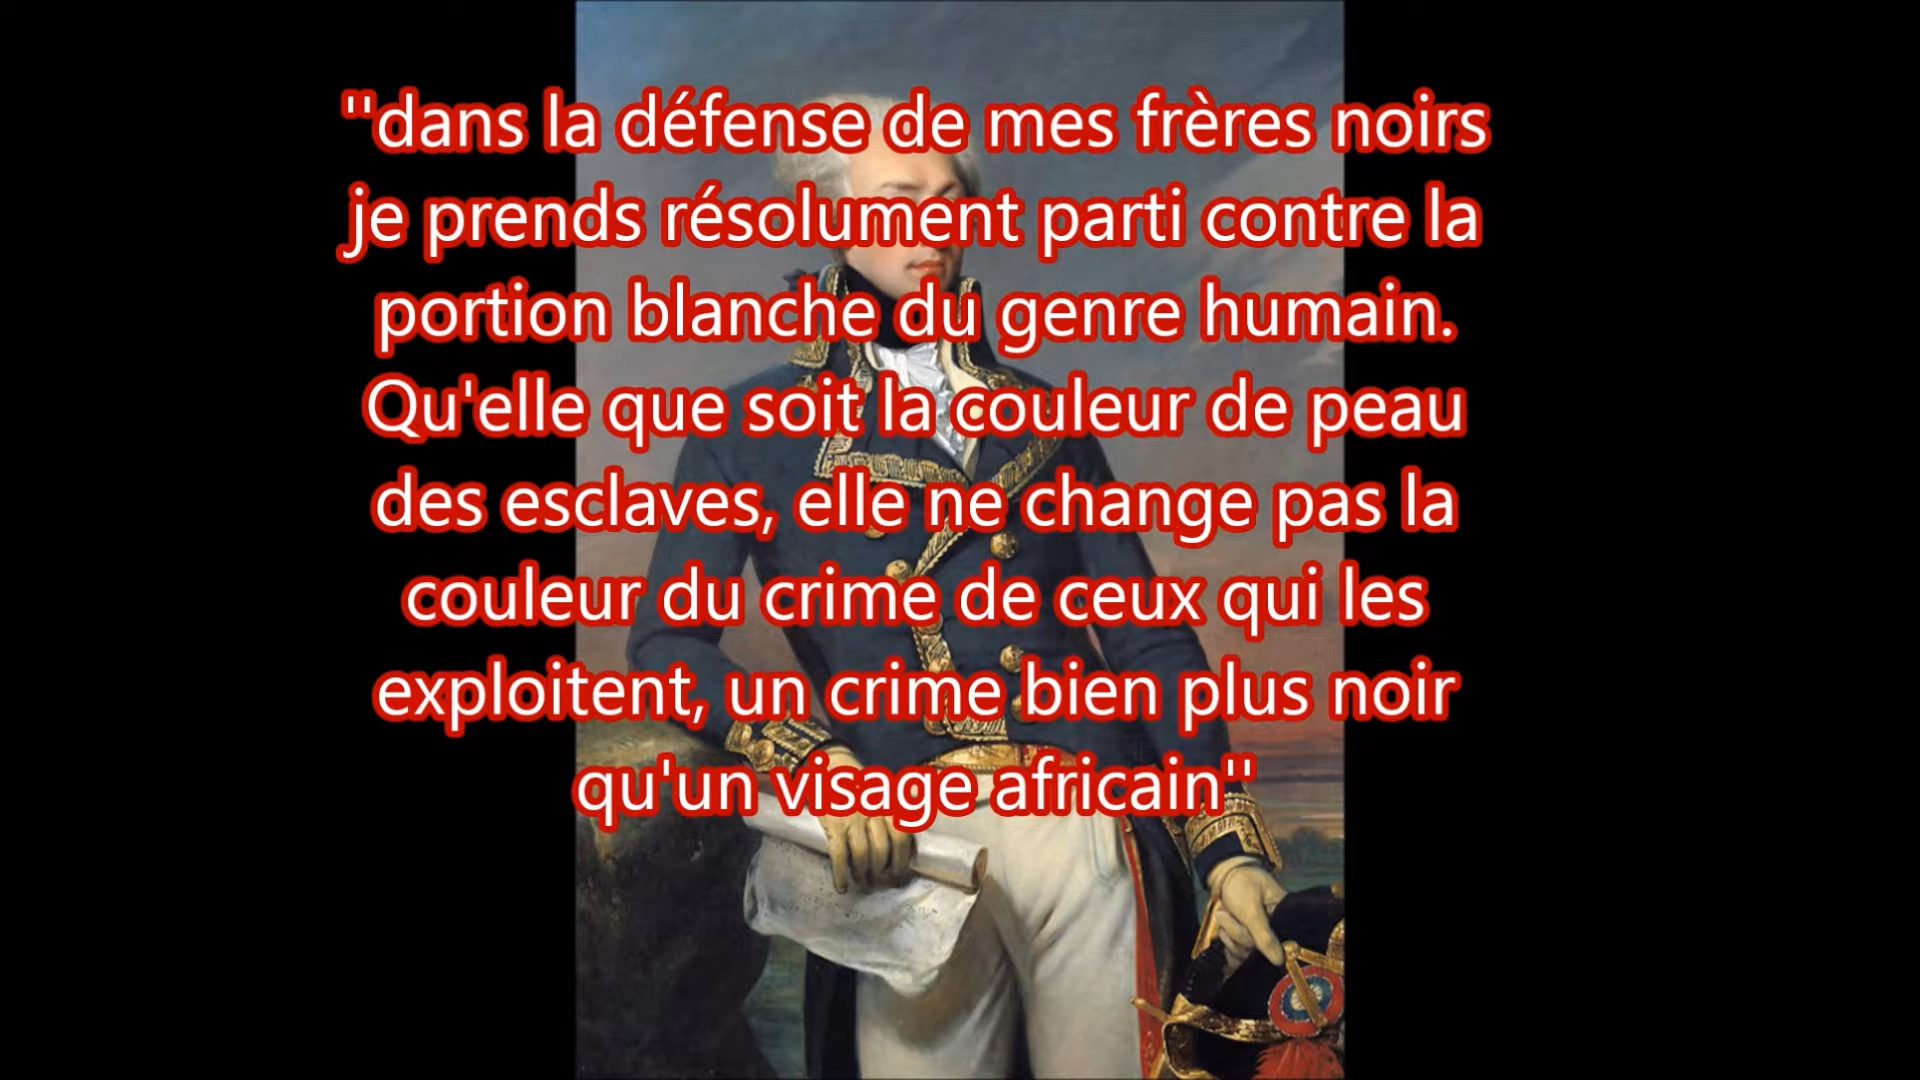 "dans la défense de mes frères noirs
je prends résolument parti contre la
portion blanche du genre humain.
Qu'elle que soit la couleur de peau
des esclaves, elle ne change pas la
couleur du crime de ceux qui les
exploitent, un crime bien plus noir
qu'un visage africain"